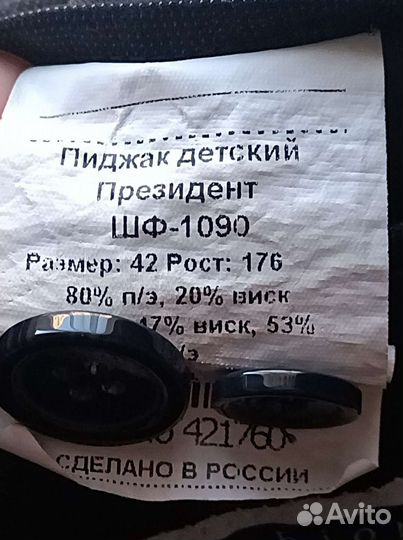 Пиджак детский
Президент
ШФ-1090
Размер: 42 Рост: 176
80% п/э, 20% виск
47% виск, 53%
421760
СДЕЛАНО В РОССИИ
Avito